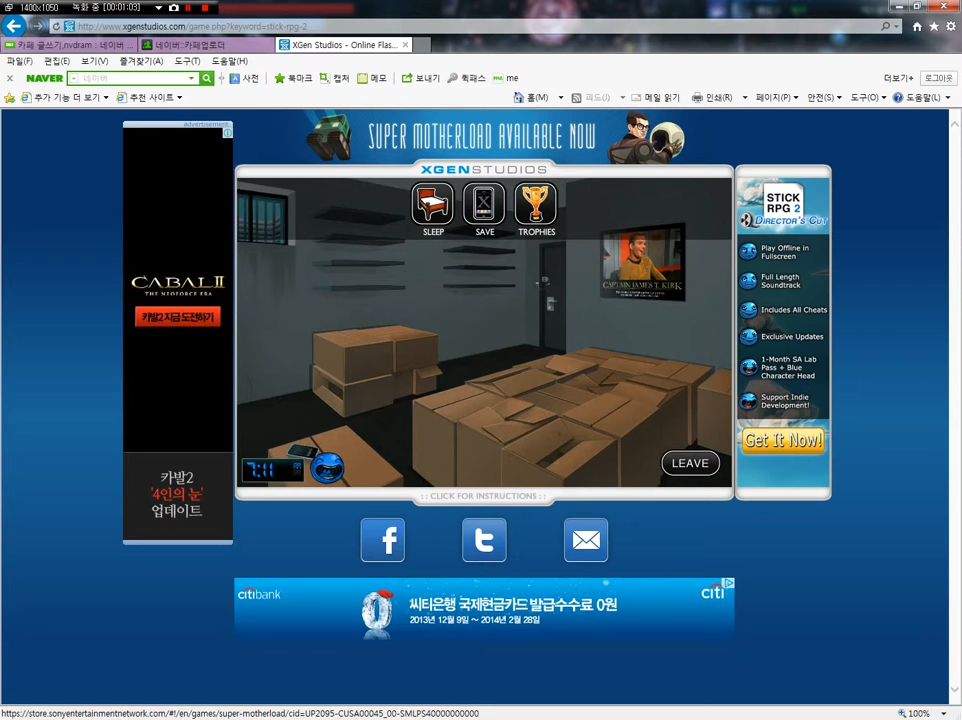 1400x1050 녹화 중 [00:01:03]
http://www.xgenstudios.com/game.php?keyword=stick-rpg-2
카페 글쓰기,nvdram : 네이버 ...
네이버::카페업로더
XGen Studios - Online Flas...
파일(F) 편집(E) 보기(V) 즐겨찾기(A) 도구(T) 도움말(H)
NAVER 네이버 사전 북마크 캡처 메모 보내기 퀵패스 me me 더보기 로그아웃
추가 기능 더 보기 추천 사이트 홈(M) 피드(J) 메일 읽기 인쇄(R) 페이지(P) 안전(S) 도구(O) 도움말(L)
advertisement
SUPER MOTHERLOAD AVAILABLE NOW
XGENSTUDIOS
SLEEP SAVE TROPHIES
CAPTAIN JAMES T. KIRK
7:11
LEAVE
:: CLICK FOR INSTRUCTIONS ::
CABAL II
THE NEOFORCE ERA
카발2 지금 도전하기
카발2
'4인의 눈'
업데이트
STICK
RPG 2
DIRECTOR'S CUT
Play Offline in
Fullscreen
Full Length
Soundtrack
Includes All Cheats
Exclusive Updates
1-Month SA Lab
Pass + Blue
Character Head
Support Indie
Development!
Get It Now!
citibank
씨티은행 국제현금카드 발급수수료 0원
2013년 12월 9일 ~ 2014년 2월 28일
citi
https://store.sonyentertainmentnetwork.com/#!/en/games/super-motherload/cid=UP2095-CUSA00045_00-SMLPS40000000000
100%